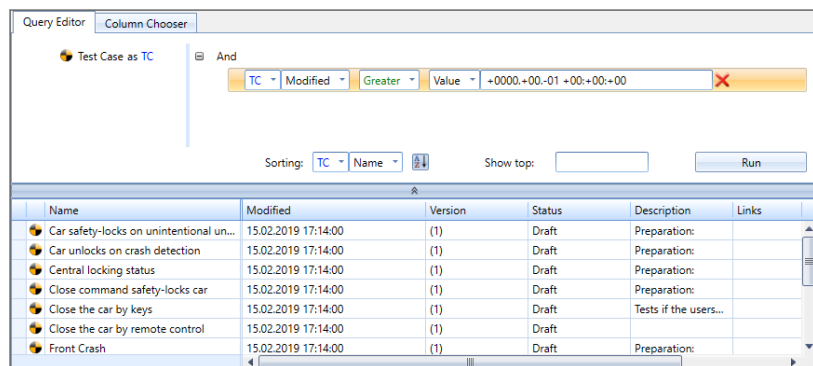 Query Editor Column Chooser
Test Case as TC And
TC Modified Greater Value +0000.+00.-01 +00:+00:+00
Sorting: TC Name Show top: Run
Name Modified Version Status Description Links
Car safety-locks on unintentional un... 15.02.2019 17:14:00 (1) Draft Preparation:
Car unlocks on crash detection 15.02.2019 17:14:00 (1) Draft Preparation:
Central locking status 15.02.2019 17:14:00 (1) Draft Preparation:
Close command safety-locks car 15.02.2019 17:14:00 (1) Draft Preparation:
Close the car by keys 15.02.2019 17:14:00 (1) Draft Tests if the users...
Close the car by remote control 15.02.2019 17:14:00 (1) Draft
Front Crash 15.02.2019 17:14:00 (1) Draft Preparation: